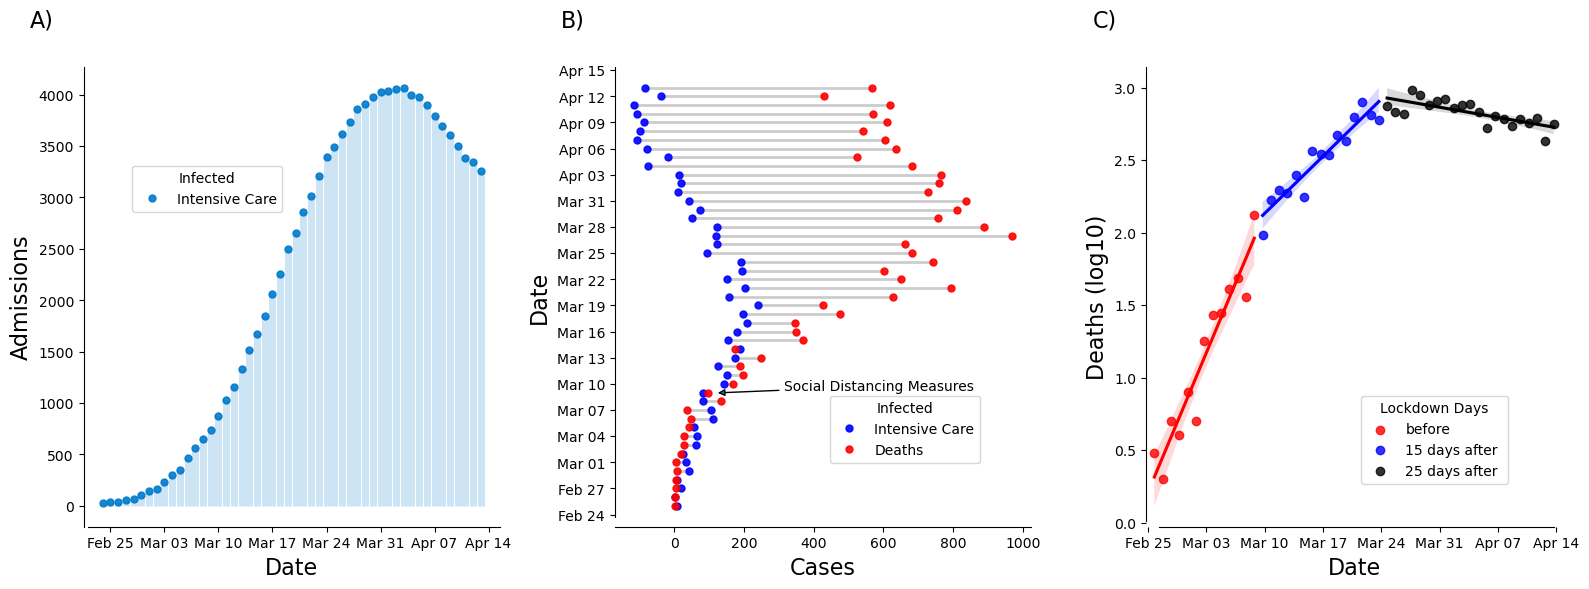 A)
Admissions
4000
3500
3000
2500
2000
1500
1000
500
0
Infected
Intensive Care
Feb 25 Mar 03 Mar 10 Mar 17 Mar 24 Mar 31 Apr 07 Apr 14
Date
B)
Date
Apr 15
Apr 12
Apr 09
Apr 06
Apr 03
Mar 31
Mar 28
Mar 25
Mar 22
Mar 19
Mar 16
Mar 13
Mar 10
Mar 07
Mar 04
Mar 01
Feb 27
Feb 24
Social Distancing Measures
Infected
Intensive Care
Deaths
0 200 400 600 800 1000
Cases
C)
Deaths (log10)
3.0
2.5
2.0
1.5
1.0
0.5
0.0
Lockdown Days
before
15 days after
25 days after
Feb 25 Mar 03 Mar 10 Mar 17 Mar 24 Mar 31 Apr 07 Apr 14
Date